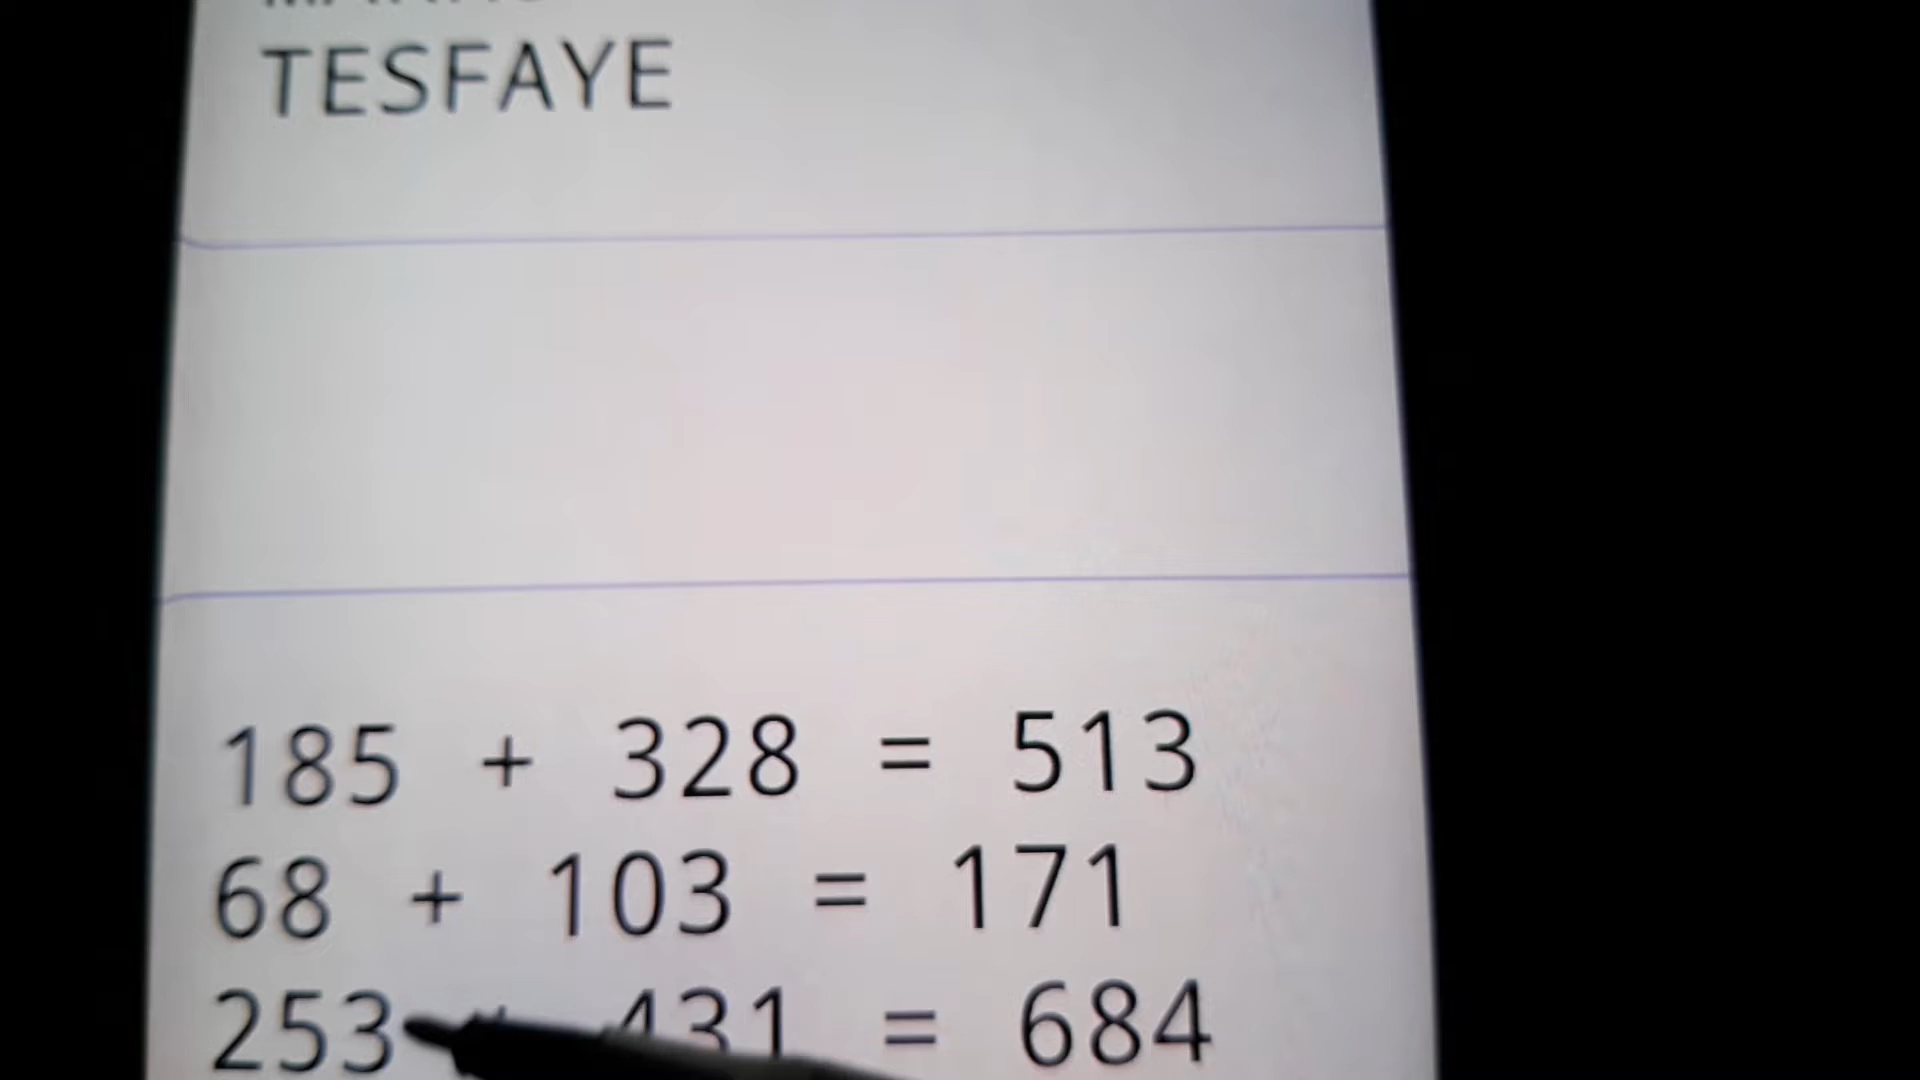 TESFAYE
185 + 328 = 513
68 + 103 = 171
253 + 431 = 684